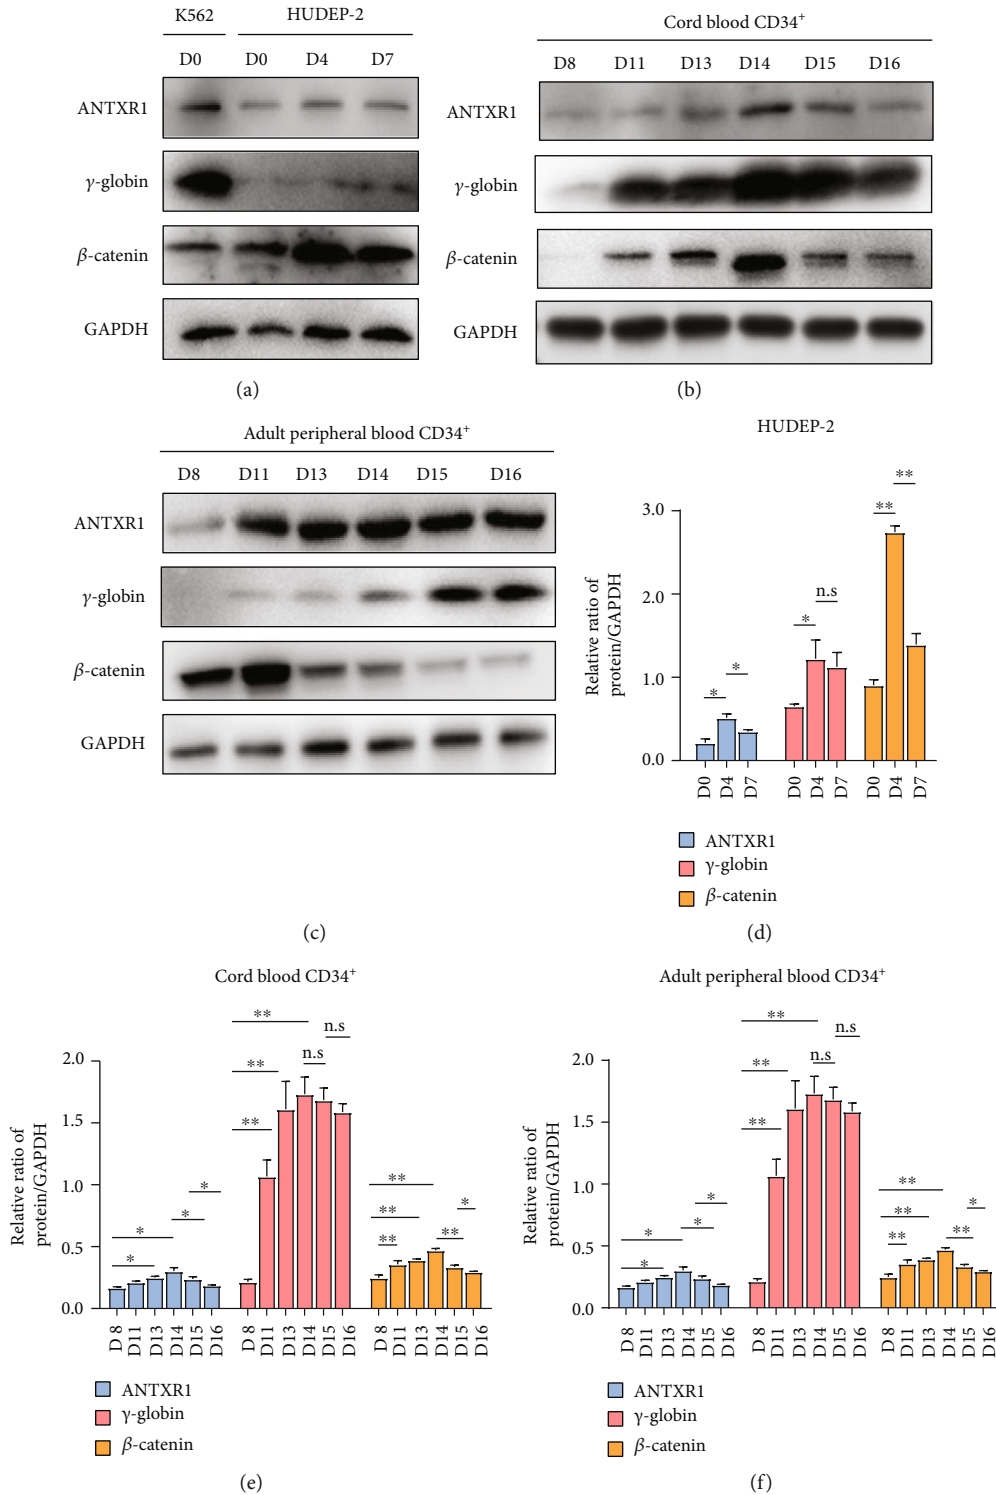 K562 HUDEP-2
D0 D0 D4 D7
ANTXR1
γ-globin
β-catenin
GAPDH
(a)
Cord blood CD34+
D8 D11 D13 D14 D15 D16
ANTXR1
γ-globin
β-catenin
GAPDH
(b)
Adult peripheral blood CD34+
D8 D11 D13 D14 D15 D16
ANTXR1
γ-globin
β-catenin
GAPDH
(c)
HUDEP-2
Relative ratio of
protein/GAPDH
3.0
2.0
1.0
0.0
* * * n.s ** **
D0 D4 D7 D0 D4 D7 D0 D4 D7
ANTXR1
γ-globin
β-catenin
(d)
Cord blood CD34+
Relative ratio of
protein/GAPDH
2.0
1.5
1.0
0.5
0.0
* * * * ** ** ** n.s n.s ** ** ** ** *
D 8 D11 D13 D14 D15 D16 D 8 D11 D13 D14 D15 D16 D 8 D11 D13 D14 D15 D16
ANTXR1
γ-globin
β-catenin
(e)
Adult peripheral blood CD34+
Relative ratio of
protein/GAPDH
2.0
1.5
1.0
0.5
0.0
* * * * ** ** ** n.s n.s ** ** ** ** *
D 8 D11 D13 D14 D15 D16 D 8 D11 D13 D14 D15 D16 D 8 D11 D13 D14 D15 D16
ANTXR1
γ-globin
β-catenin
(f)